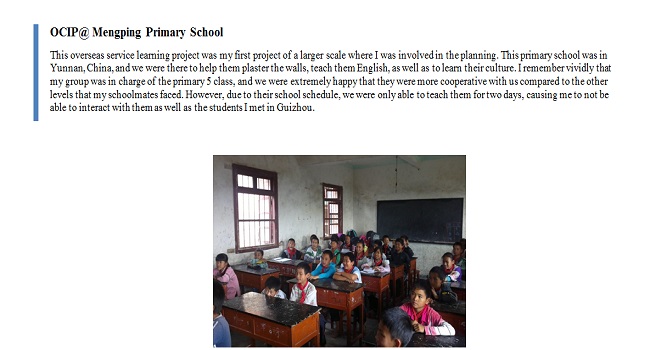 OCIP@ Mengping Primary School
This overseas service learning project was my first project of a larger scale where I was involved in the planning. This primary school was in
Yunnan, China, and we were there to help them plaster the walls, teach them English, as well as to learn their culture. I remember vividly that
my group was in charge of the primary 5 class, and we were extremely happy that they were more cooperative with us compared to the other
levels that my schoolmates faced. However, due to their school schedule, we were only able to teach them for two days, causing me to not be
able to interact with them as well as the students I met in Guizhou.